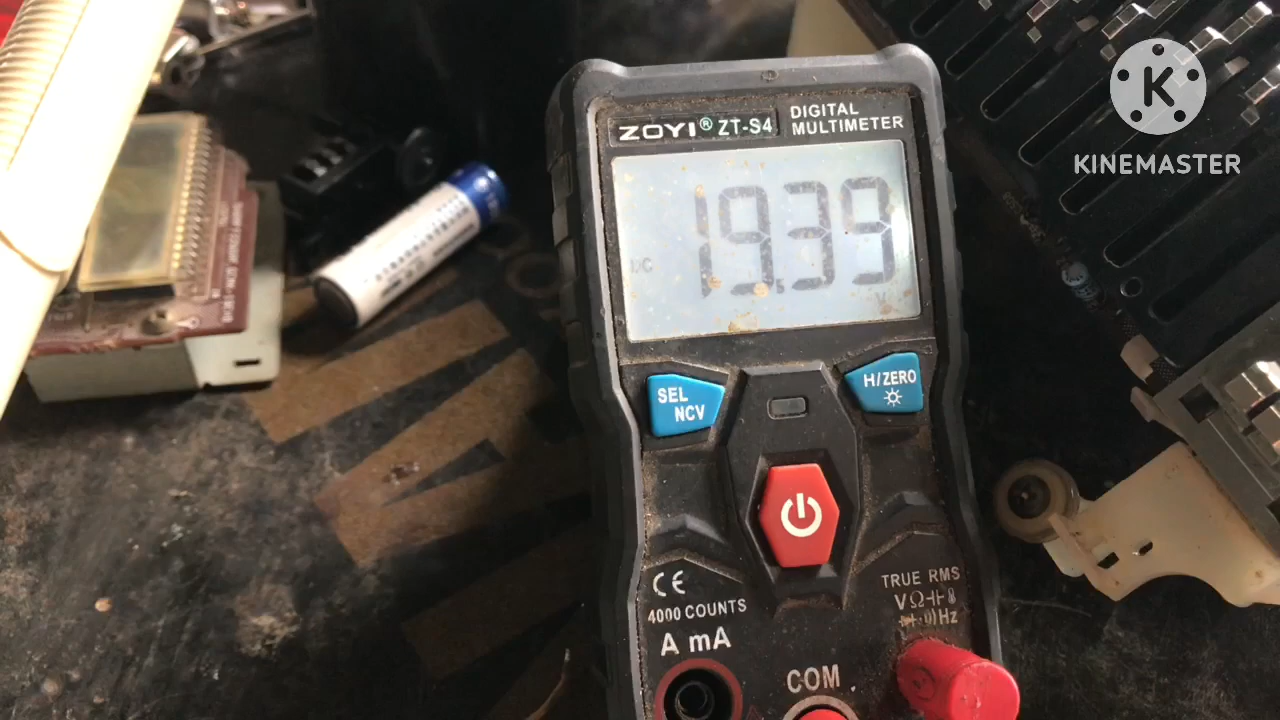 ZOYI® ZT-S4
DIGITAL
MULTIMETER
DC
19.39
V
SEL
NCV
H/ZERO
CE
4000 COUNTS
A mA
COM
TRUE RMS
VΩ
Hz
K
KINEMASTER